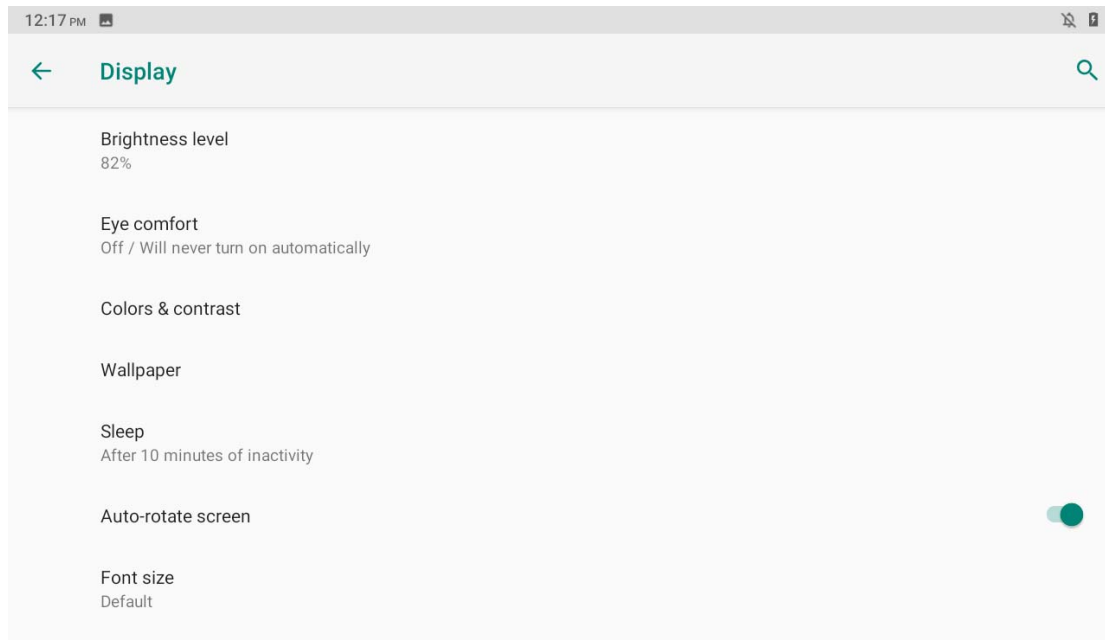 12:17 PM
Display
Brightness level
82%
Eye comfort
Off / Will never turn on automatically
Colors & contrast
Wallpaper
Sleep
After 10 minutes of inactivity
Auto-rotate screen
Font size
Default